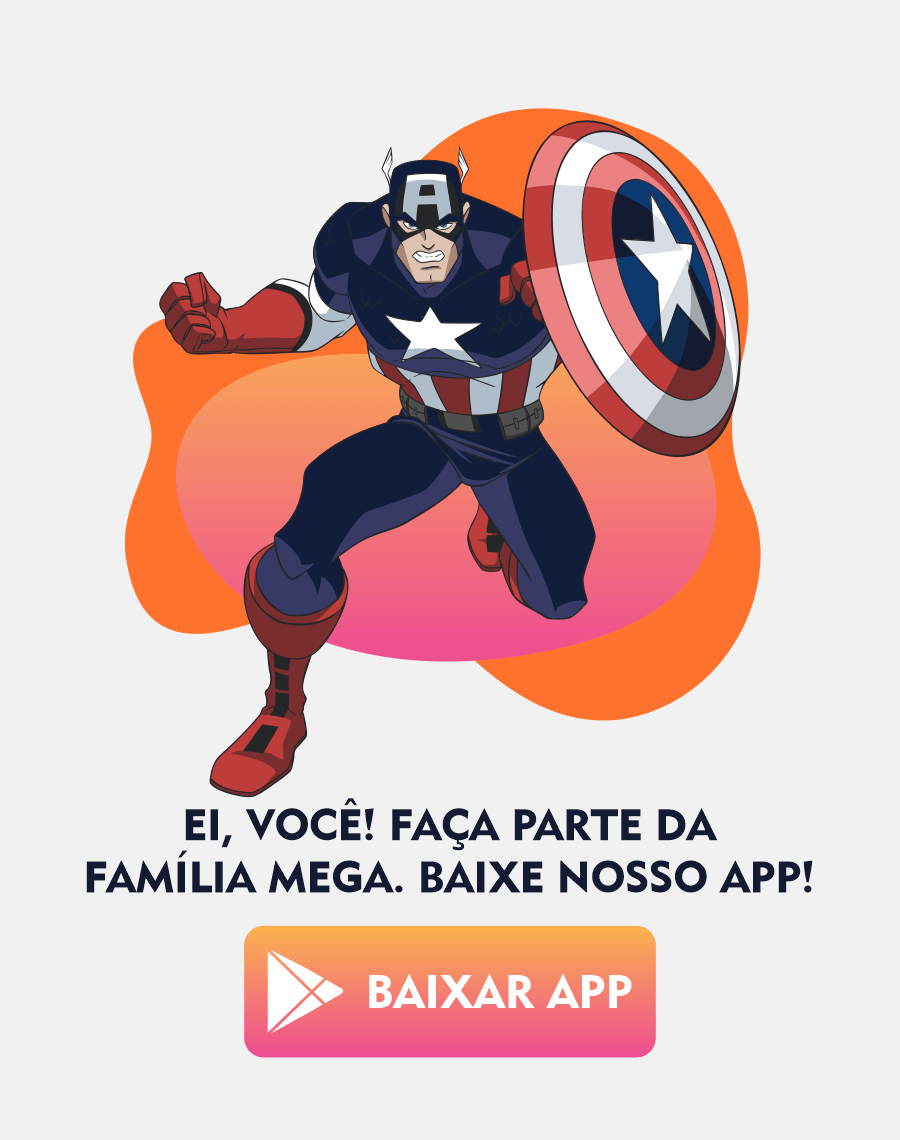 A
EI, VOCÊ! FAÇA PARTE DA
FAMÍLIA MEGA. BAIXE NOSSO APP!
BAIXAR APP